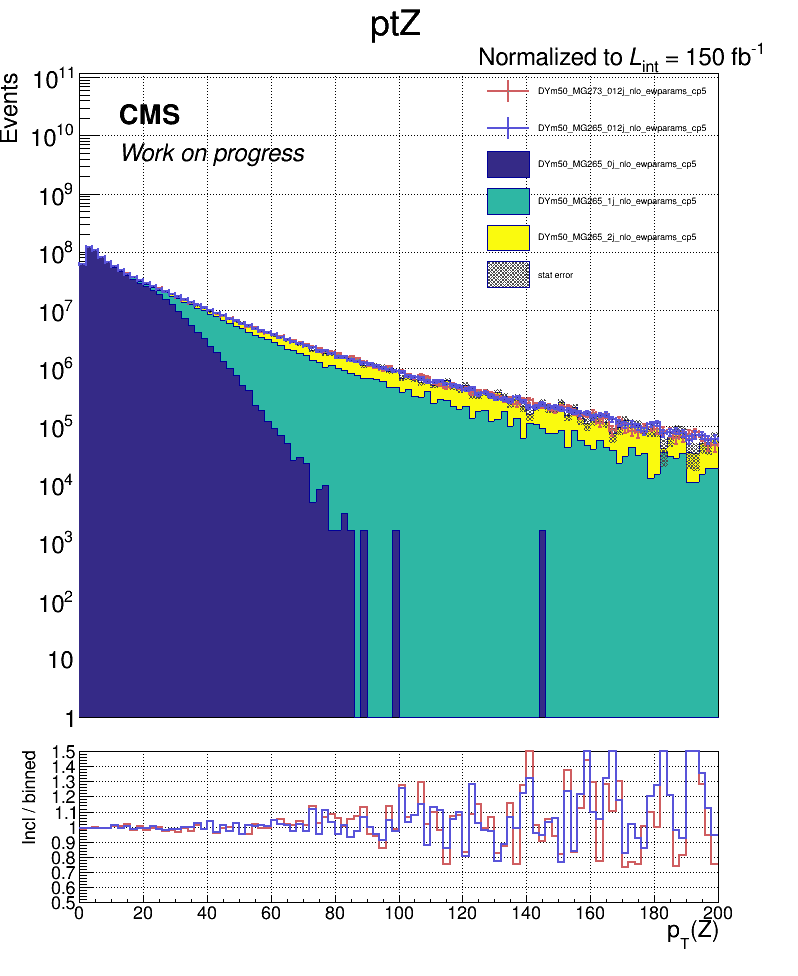 ptZ
Normalized to L_int = 150 fb^-1
Events
10^11
10^10
10^9
10^8
10^7
10^6
10^5
10^4
10^3
10^2
10
1
CMS
Work on progress
DYm50_MG273_012j_nlo_ewparams_cp5
DYm50_MG265_012j_nlo_ewparams_cp5
DYm50_MG265_0j_nlo_ewparams_cp5
DYm50_MG265_1j_nlo_ewparams_cp5
DYm50_MG265_2j_nlo_ewparams_cp5
stat error
Incl / binned
1.5
1.4
1.3
1.2
1.1
1
0.9
0.8
0.7
0.6
0.5
0 20 40 60 80 100 120 140 160 180 200
p_T(Z)